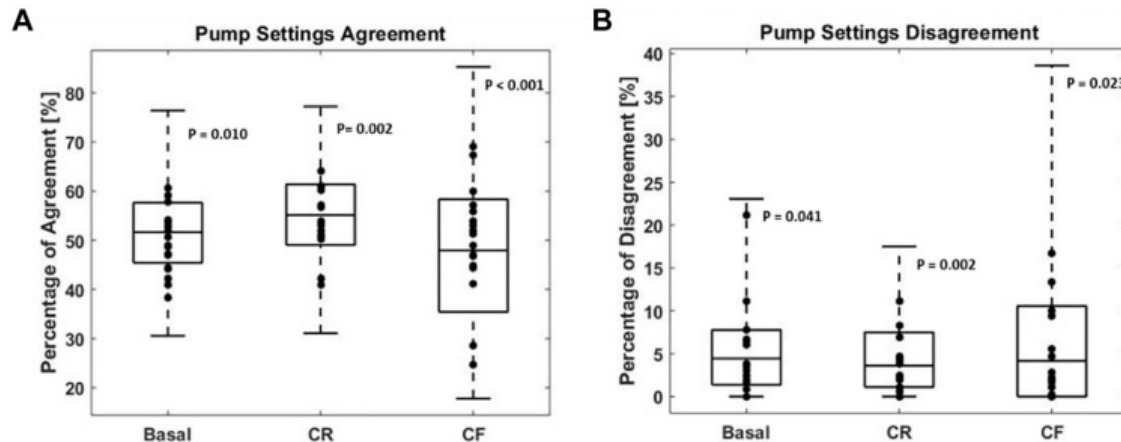 A
Pump Settings Agreement
Percentage of Agreement [%]
80
70
60
50
40
30
20
P = 0.010
P= 0.002
P < 0.001
Basal CR CF
B
Pump Settings Disagreement
Percentage of Disagreement [%]
40
35
30
25
20
15
10
5
0
P = 0.041
P = 0.002
P = 0.023
Basal CR CF